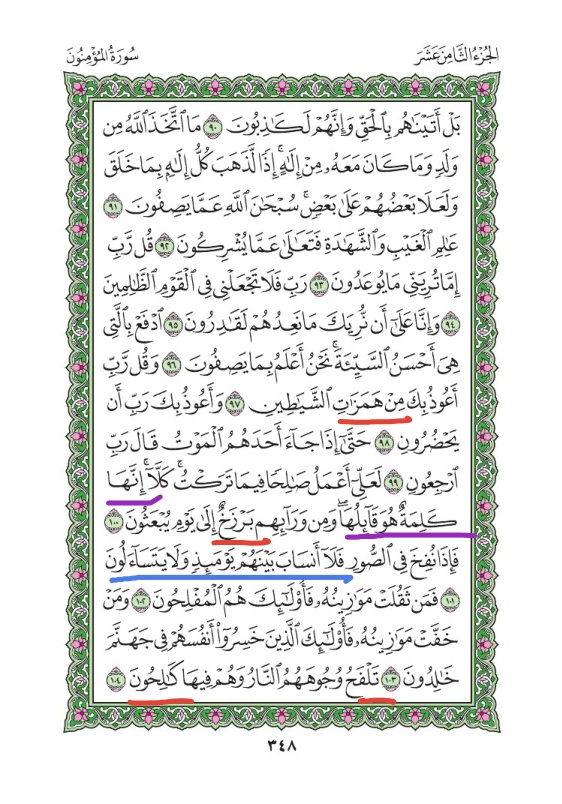 الجُزْءُ الثَّامِنَ عَشَرَ
سُورَةُ المُؤْمِنُونَ
بَلْ أَتَيْنَٰهُم بِٱلْحَقِّ وَإِنَّهُمْ لَكَٰذِبُونَ ٩٠ مَا ٱتَّخَذَ ٱللَّهُ مِن
وَلَدٍ وَمَا كَانَ مَعَهُۥ مِنْ إِلَٰهٍ ۚ إِذًا لَّذَهَبَ كُلُّ إِلَٰهٍۭ بِمَا خَلَقَ
وَلَعَلَا بَعْضُهُمْ عَلَىٰ بَعْضٍ ۚ سُبْحَٰنَ ٱللَّهِ عَمَّا يَصِفُونَ ٩١
عَٰلِمِ ٱلْغَيْبِ وَٱلشَّهَٰدَةِ فَتَعَٰلَىٰ عَمَّا يُشْرِكُونَ ٩٢ قُل رَّبِّ
إِمَّا تُرِيَنِّى مَا يُوعَدُونَ ٩٣ رَبِّ فَلَا تَجْعَلْنِى فِى ٱلْقَوْمِ ٱلظَّٰلِمِينَ
٩٤ وَإِنَّا عَلَىٰٓ أَن نُّرِيَكَ مَا نَعِدُهُمْ لَقَٰدِرُونَ ٩٥ ٱدْفَعْ بِٱلَّتِى
هِىَ أَحْسَنُ ٱلسَّيِّئَةَ ۚ نَحْنُ أَعْلَمُ بِمَا يَصِفُونَ ٩٦ وَقُل رَّبِّ
أَعُوذُ بِكَ مِنْ هَمَزَٰتِ ٱلشَّيَٰطِينِ ٩٧ وَأَعُوذُ بِكَ رَبِّ أَن
يَحْضُرُونِ ٩٨ حَتَّىٰٓ إِذَا جَآءَ أَحَدَهُمُ ٱلْمَوْتُ قَالَ رَبِّ
ٱرْجِعُونِ ٩٩ لَعَلِّىٓ أَعْمَلُ صَٰلِحًا فِيمَا تَرَكْتُ ۚ كَلَّآ ۚ إِنَّهَا
كَلِمَةٌ هُوَ قَآئِلُهَا ۖ وَمِن وَرَآئِهِم بَرْزَخٌ إِلَىٰ يَوْمِ يُبْعَثُونَ ١٠٠
فَإِذَا نُفِخَ فِى ٱلصُّورِ فَلَآ أَنسَابَ بَيْنَهُمْ يَوْمَئِذٍ وَلَا يَتَسَآءَلُونَ
١٠١ فَمَن ثَقُلَتْ مَوَٰزِينُهُۥ فَأُو۟لَٰٓئِكَ هُمُ ٱلْمُفْلِحُونَ ١٠٢ وَمَنْ
خَفَّتْ مَوَٰزِينُهُۥ فَأُو۟لَٰٓئِكَ ٱلَّذِينَ خَسِرُوٓا۟ أَنفُسَهُمْ فِى جَهَنَّمَ
خَٰلِدُونَ ١٠٣ تَلْفَحُ وُجُوهَهُمُ ٱلنَّارُ وَهُمْ فِيهَا كَٰلِحُونَ ١٠٤
٣٤٨